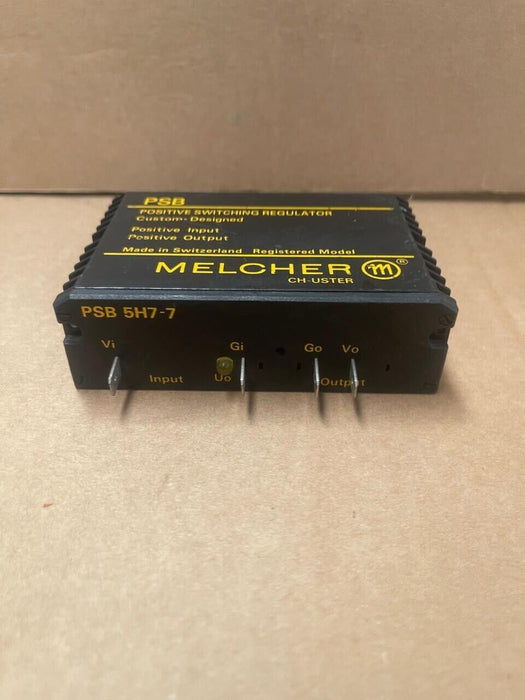 PSB
POSITIVE SWITCHING REGULATOR
Custom-Designed
Positive Input
Positive Output
Made in Switzerland Registered Model
MELCHER m ®
CH-USTER
PSB 5H7-7
Vi Gi Go Vo
Input Uo Output